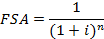 FSA = 1 / (1 + i)^n